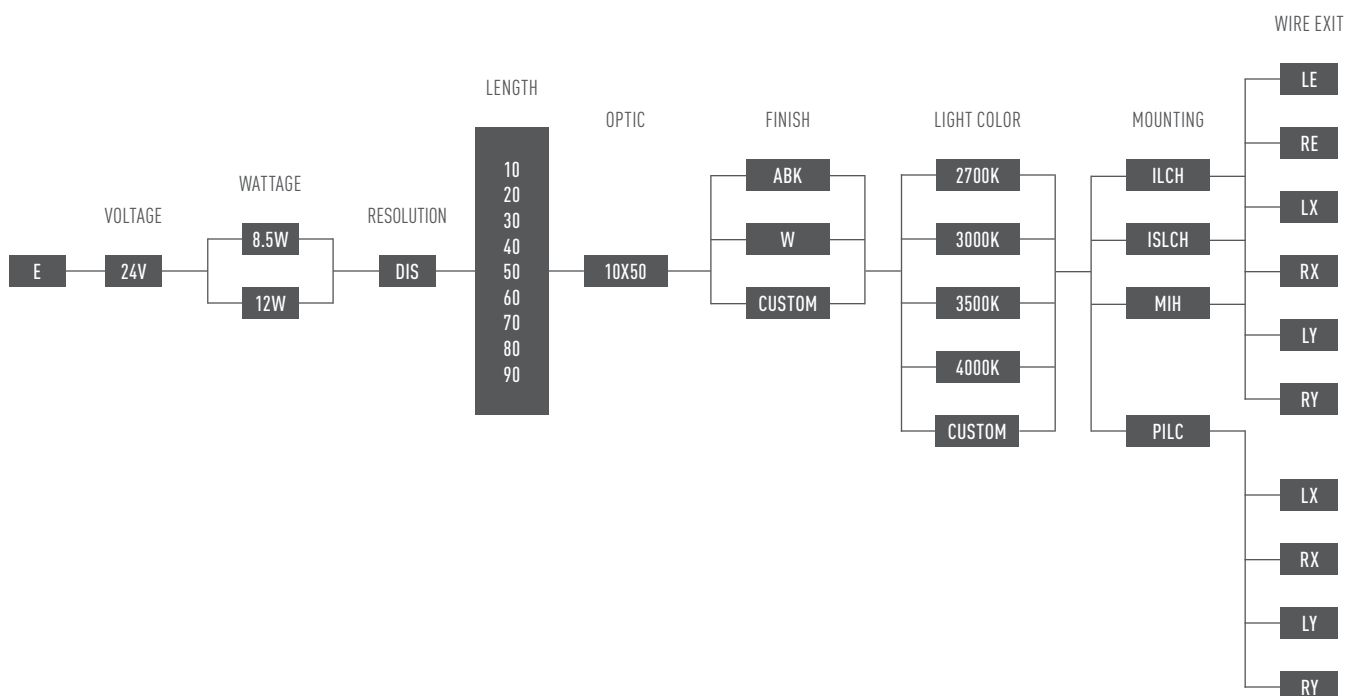 E
VOLTAGE
24V
WATTAGE
8.5W
12W
RESOLUTION
DIS
LENGTH
10
20
30
40
50
60
70
80
90
OPTIC
10X50
FINISH
ABK
W
CUSTOM
LIGHT COLOR
2700K
3000K
3500K
4000K
CUSTOM
MOUNTING
ILCH
ISLCH
MIH
PILC
WIRE EXIT
LE
RE
LX
RX
LY
RY
LX
RX
LY
RY